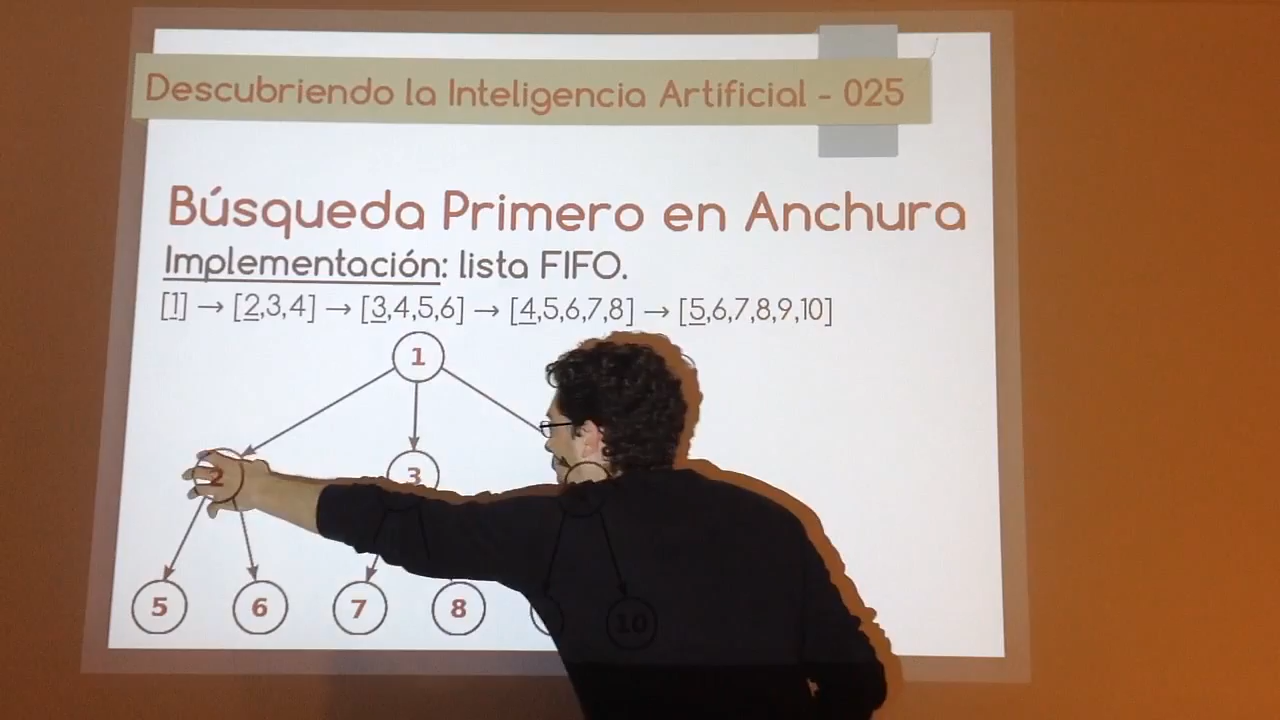 Descubriendo la Inteligencia Artificial - 025
Búsqueda Primero en Anchura
Implementación: lista FIFO.
[1] → [2,3,4] → [3,4,5,6] → [4,5,6,7,8] → [5,6,7,8,9,10]
1
2 3
5 6 7 8 10